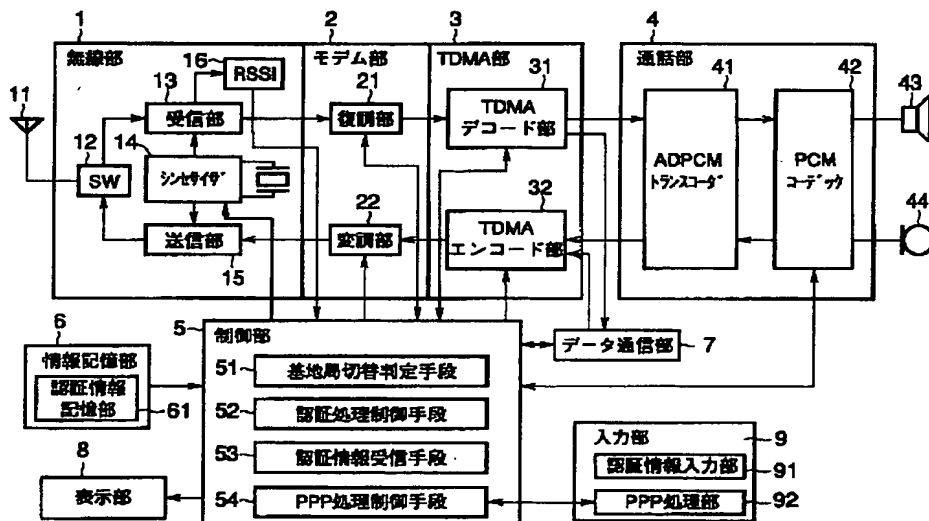 1
無線部
2
モデム部
3
TDMA部
4
通話部
11
12
SW
13
受信部
14
シンセサイザ
送信部
15
16
RSSI
21
復調部
22
変調部
31
TDMA
デコード部
32
TDMA
エンコード部
41
ADPCM
トランスコーダ
42
PCM
コーデック
43
44
5
制御部
51
基地局切替判定手段
52
認証処理制御手段
53
認証情報受信手段
54
PPP処理制御手段
6
情報記憶部
認証情報
記憶部
61
データ通信部
7
8
表示部
入力部
9
認証情報入力部
91
PPP処理部
92